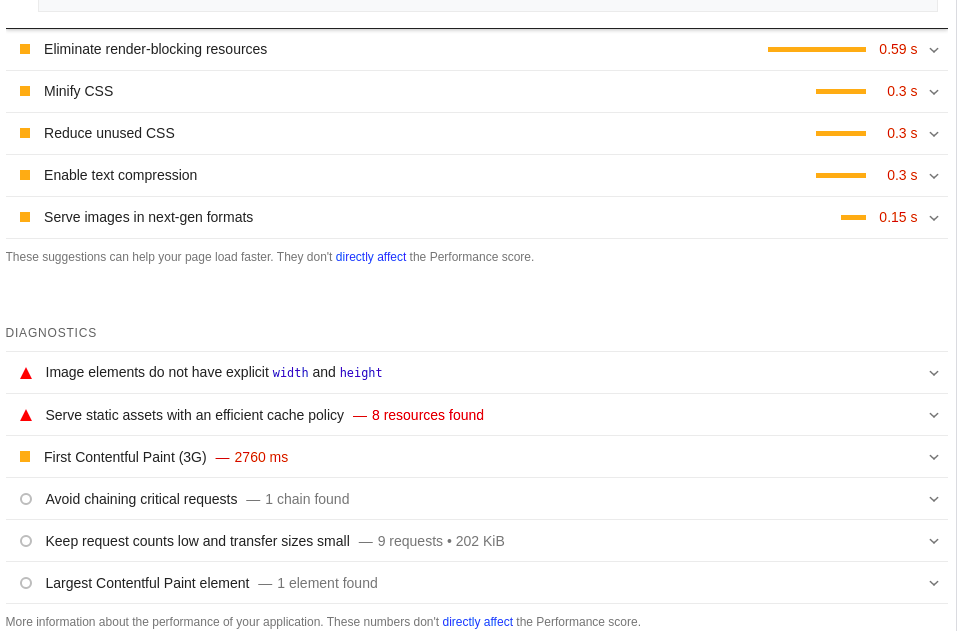 Eliminate render-blocking resources 0.59 s
Minify CSS 0.3 s
Reduce unused CSS 0.3 s
Enable text compression 0.3 s
Serve images in next-gen formats 0.15 s
These suggestions can help your page load faster. They don't directly affect the Performance score.
DIAGNOSTICS
Image elements do not have explicit width and height
Serve static assets with an efficient cache policy — 8 resources found
First Contentful Paint (3G) — 2760 ms
Avoid chaining critical requests — 1 chain found
Keep request counts low and transfer sizes small — 9 requests • 202 KiB
Largest Contentful Paint element — 1 element found
More information about the performance of your application. These numbers don't directly affect the Performance score.